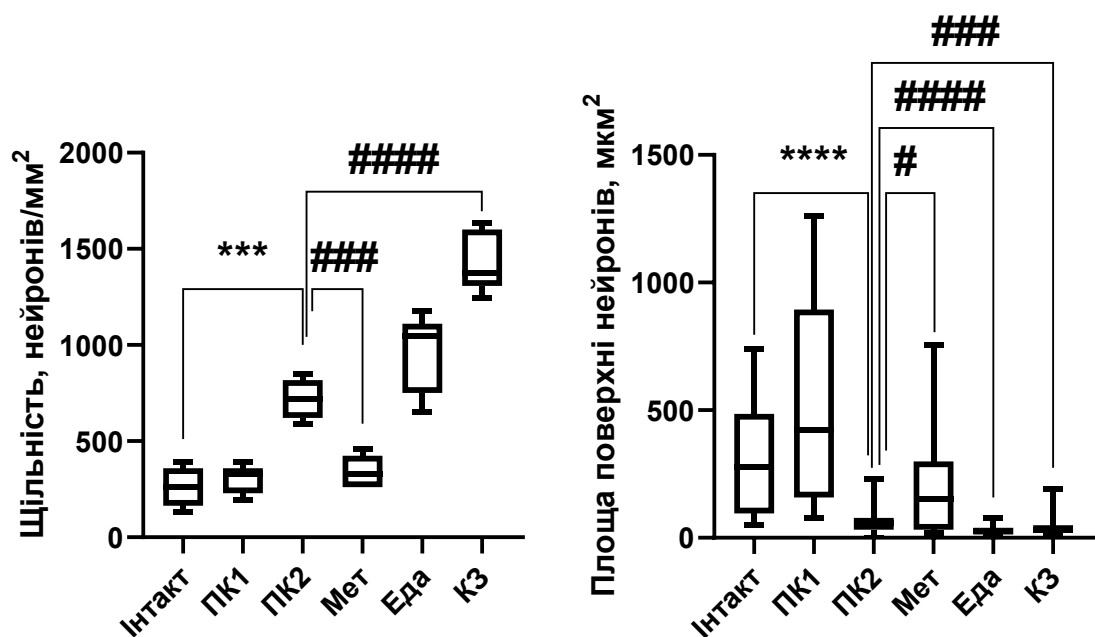 Щільність, нейронів/мм²
2000
1500
1000
500
0
***
###
####
Інтакт
ПК1
ПК2
Мет
Еда
КЗ
Площа поверхні нейронів, мкм²
1500
1000
500
0
****
#
####
###
Інтакт
ПК1
ПК2
Мет
Еда
КЗ